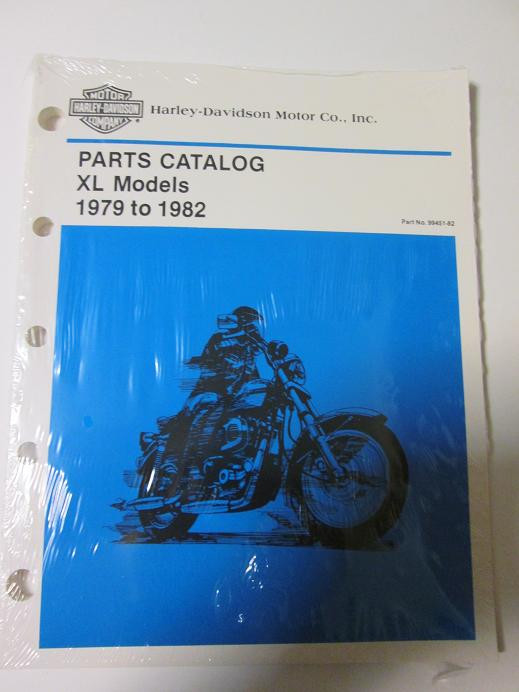 MOTOR
HARLEY-DAVIDSON
COMPANY
Harley-Davidson Motor Co., Inc.
PARTS CATALOG
XL Models
1979 to 1982
Part No. 99451-82